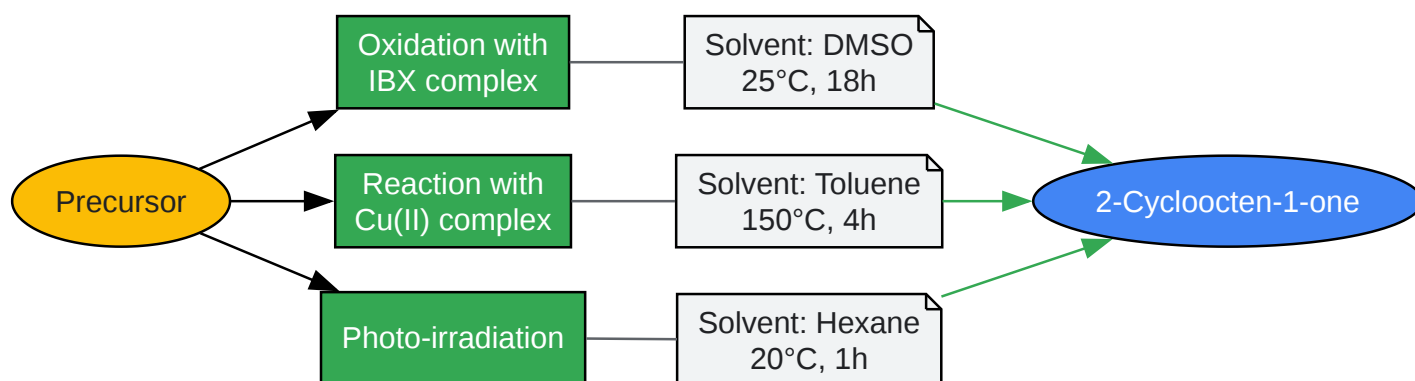 Oxidation with
IBX complex
Solvent: DMSO
25°C, 18h
Precursor
Reaction with
Cu(II) complex
Solvent: Toluene
150°C, 4h
2-Cycloocten-1-one
Photo-irradiation
Solvent: Hexane
20°C, 1h